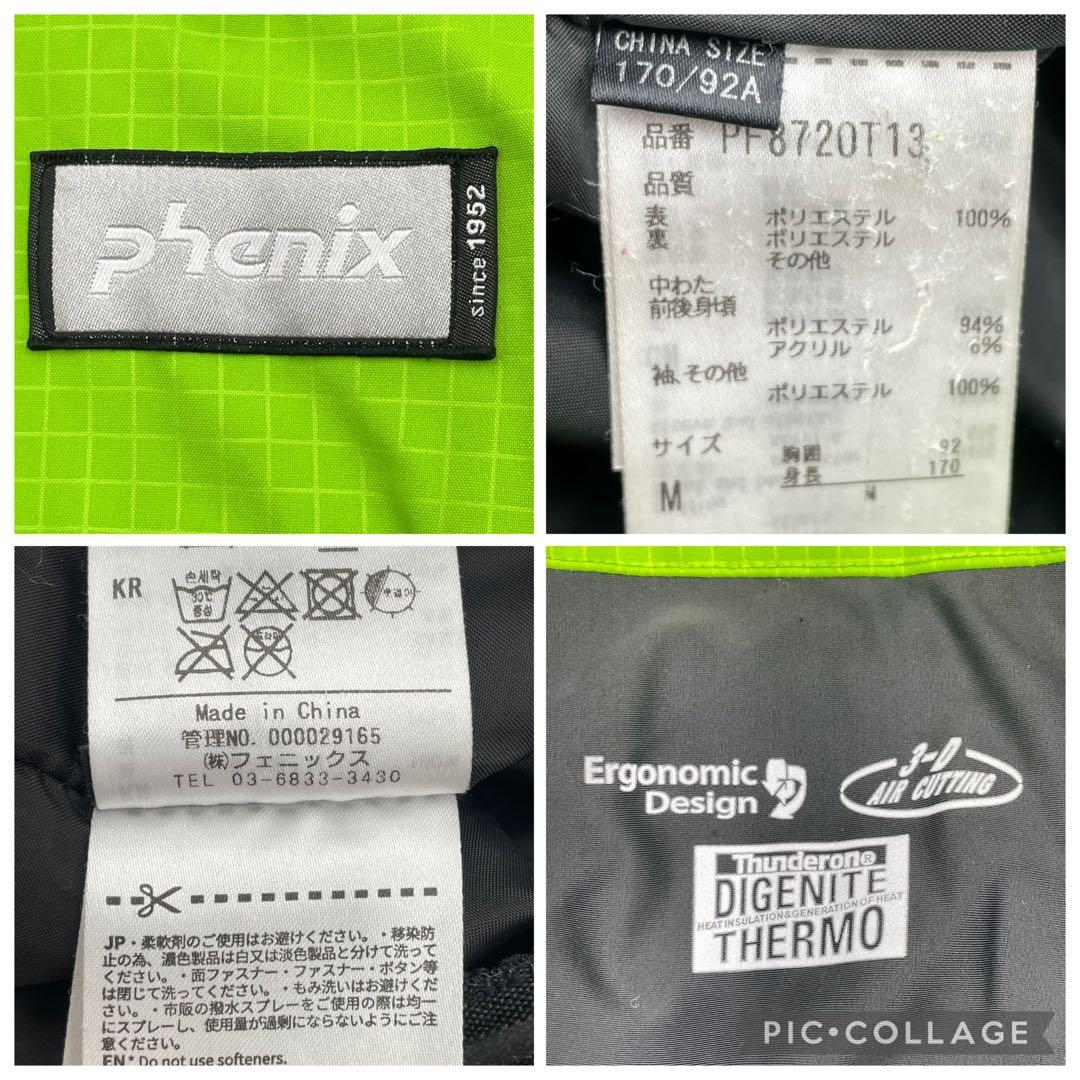 phenix
since 1952
CHINA SIZE
170/92A
品番 PF8720T13
品質
表 ポリエステル 100%
裏 ポリエステル
その他
中わた
前後身頃
ポリエステル 94%
アクリル 6%
袖、その他
ポリエステル 100%
サイズ
胸囲 92
身長 170
M
M
KR
손세탁
30℃
중성
드라이
Made in China
管理NO. 000029165
(株)フェニックス
TEL 03-6833-3430
JP・柔軟剤のご使用はお避けください。・移染防
止の為、濃色製品は白又は淡色製品と分けて洗って
ください。・面ファスナー・ファスナー・ボタン等
は閉じて洗ってください。・もみ洗いはお避けくだ
さい。・市販の撥水スプレーをご使用の際は均一
にスプレーし、使用量が過剰にならないようにご注
意ください。
EN* Do not use softeners.
Ergonomic
Design
3-D
AIR CUTTING
Thunderon®
DIGENITE
HEAT INSULATION&GENERATION OF HEAT
THERMO
PIC•COLLAGE